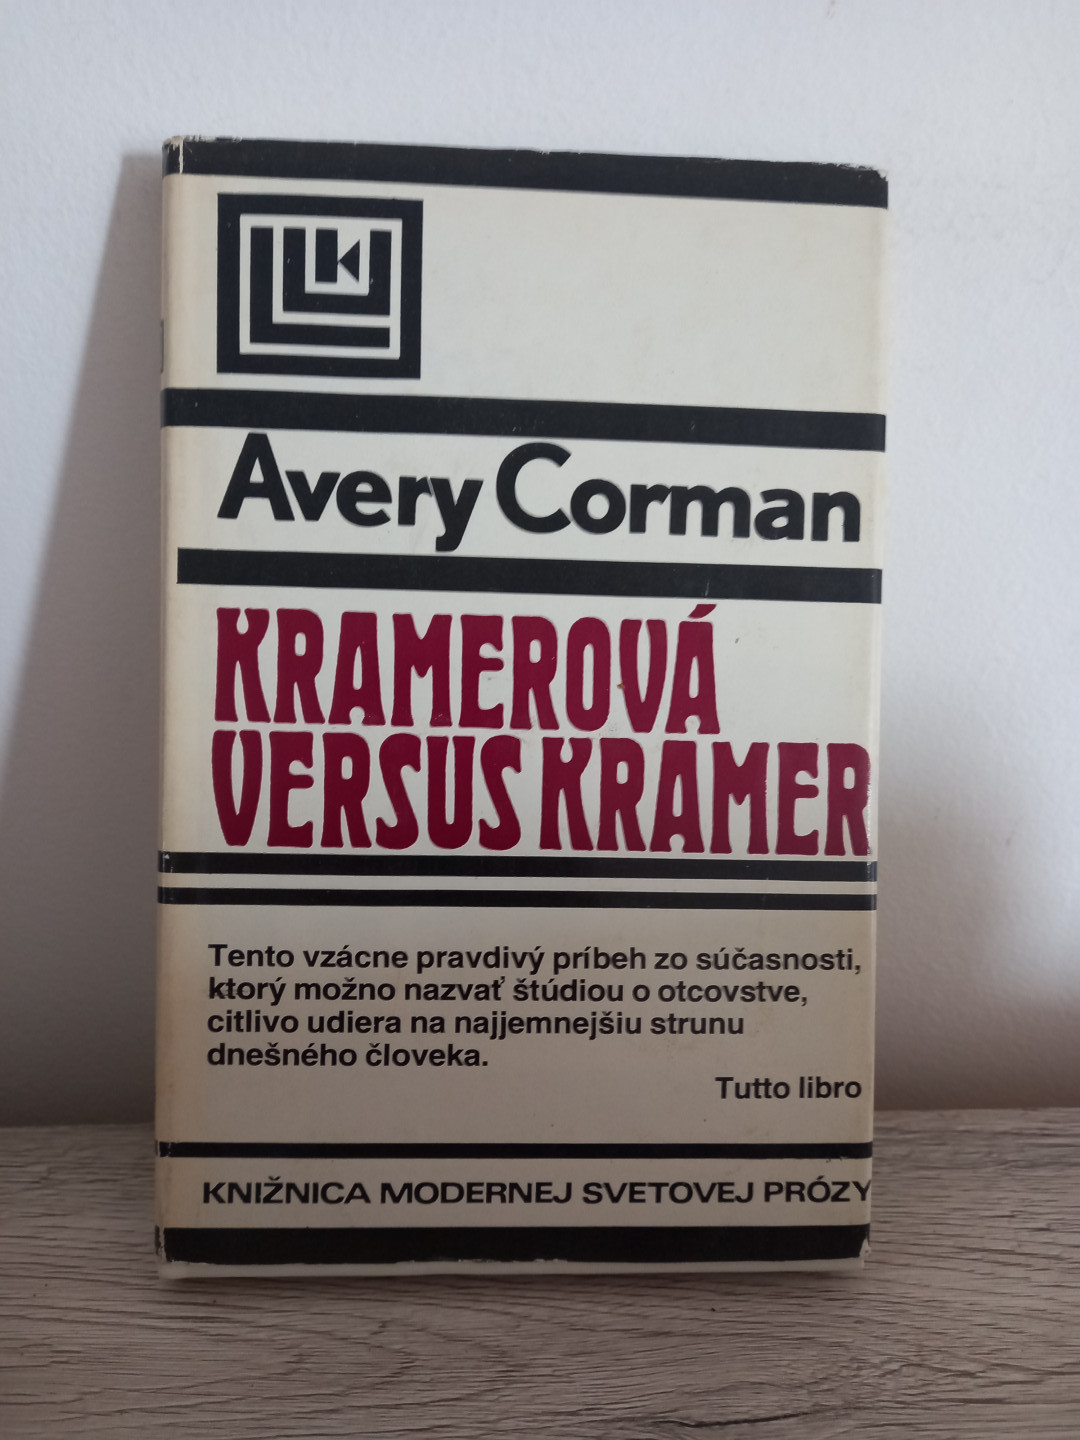 Avery Corman
KRAMEROVÁ
VERSUS KRAMER
Tento vzácne pravdivý príbeh zo súčasnosti,
ktorý možno nazvať štúdiou o otcovstve,
citlivo udiera na najjemnejšiu strunu
dnešného človeka.
Tutto libro
KNIŽNICA MODERNEJ SVETOVEJ PRÓZY